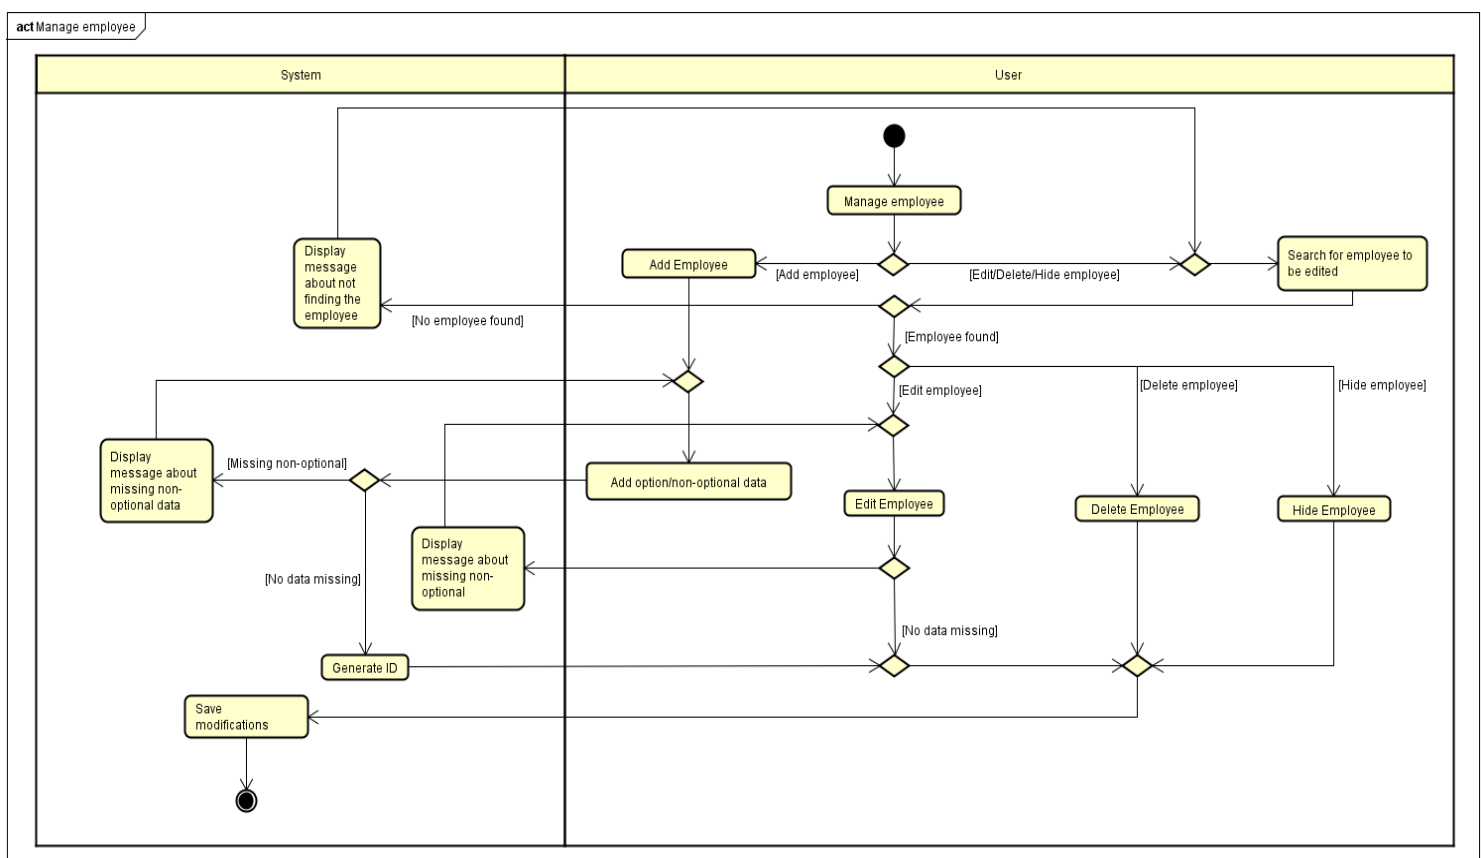 act Manage employee
System
User
Manage employee
Display
message
about not
finding the
employee
Add Employee
[Add employee]
[Edit/Delete/Hide employee]
Search for employee to
be edited
[No employee found]
[Employee found]
[Edit employee]
[Delete employee]
[Hide employee]
Display
message about
missing non-
optional data
[Missing non-optional]
Add option/non-optional data
Edit Employee
Delete Employee
Hide Employee
Display
message about
missing non-
optional
[No data missing]
[No data missing]
Generate ID
Save
modifications